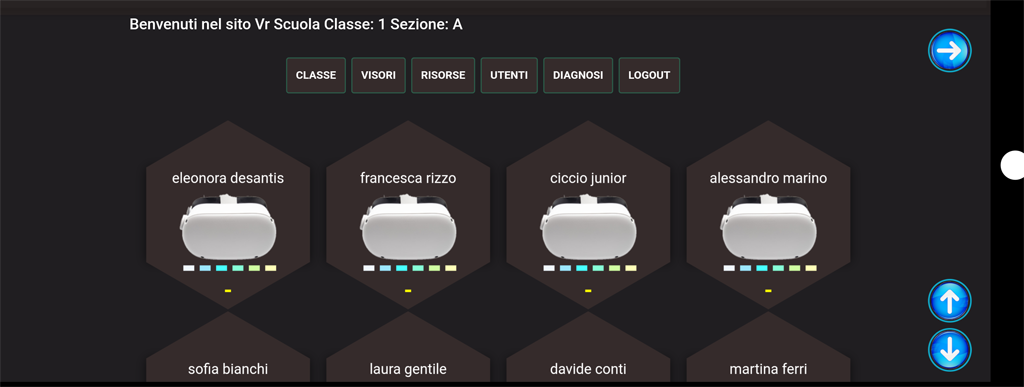 Benvenuti nel sito Vr Scuola Classe: 1 Sezione: A
CLASSE VISORI RISORSE UTENTI DIAGNOSI LOGOUT
eleonora desantis francesca rizzo ciccio junior alessandro marino
- - - -
sofia bianchi laura gentile davide conti martina ferri